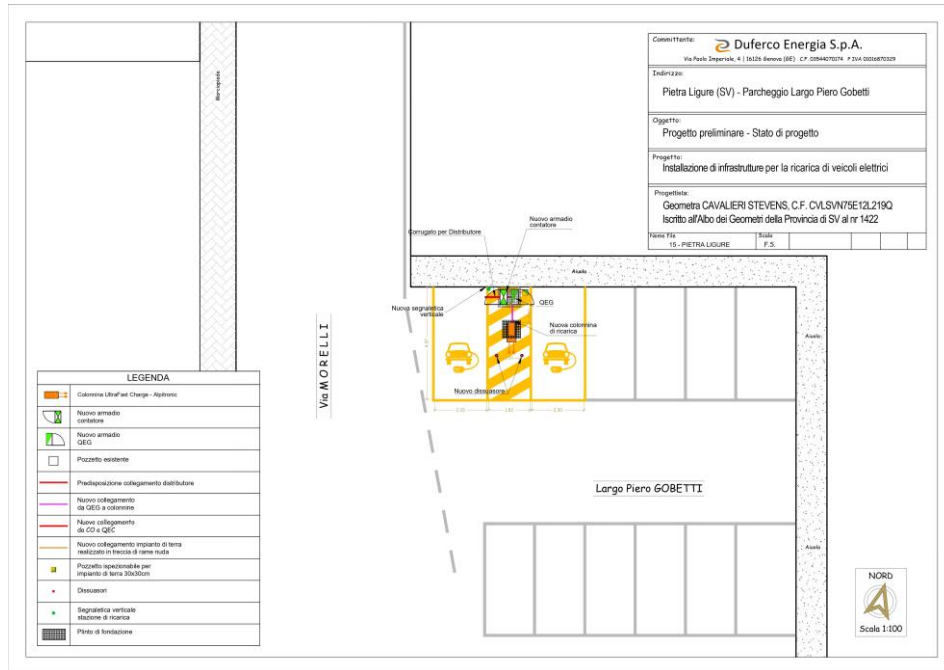 Committente:
Duferco Energia S.p.A.
Via Paolo Imperiale, 4 | 16126 Genova (GE) C.F. 03544070174 P.IVA 01016870329
Indirizzo:
Pietra Ligure (SV) - Parcheggio Largo Piero Gobetti
Oggetto:
Progetto preliminare - Stato di progetto
Progetto:
Installazione di infrastrutture per la ricarica di veicoli elettrici
Progettista:
Geometra CAVALIERI STEVENS, C.F. CVLSVN75E12L219Q
Iscritto all'Albo dei Geometri della Provincia di SV al nr 1422
Nome File
15 - PIETRA LIGURE
Scala
F.S.
Marciapiede
Nuovo armadio
contatore
Corrugato per Distributore
Aiuola
Nuova segnaletica
verticale
QEG
Nuova colonnina
di ricarica
Aiuola
Nuovo dissuasore
Via MORELLI
Largo Piero GOBETTI
Aiuola
LEGENDA
Colonnina UltraFast Charge - Alpitronic
Nuovo armadio
contatore
Nuovo armadio
QEG
Pozzetto esistente
Predisposizione collegamento distributore
Nuovo collegamento
da QEG a colonnine
Nuovo collegamento
da CO a QEC
Nuovo collegamento impianto di terra
realizzato in treccia di rame nuda
Pozzetto ispezionabile per
impianto di terra 30x30cm
Dissuasori
Segnaletica verticale
stazione di ricarica
Plinto di fondazione
NORD
Scala 1:100